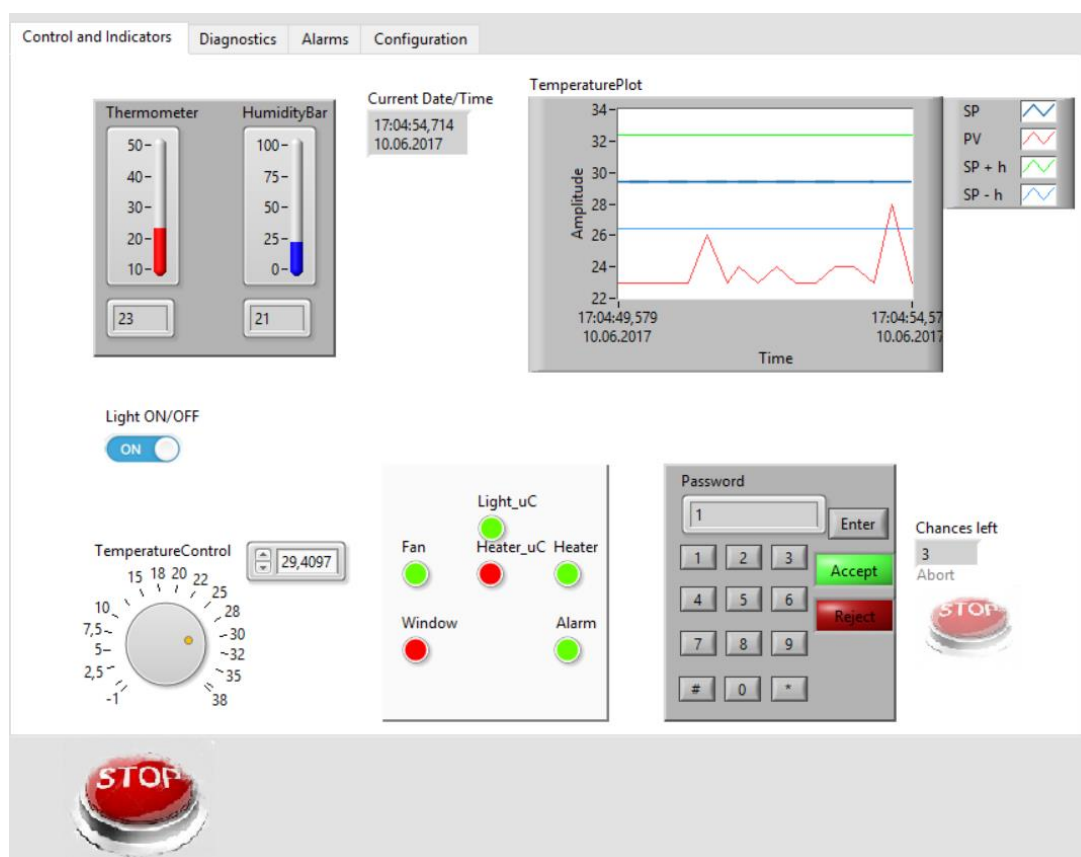 Control and Indicators
Diagnostics
Alarms
Configuration
Thermometer
HumidityBar
50
40
30
20
10
100
75
50
25
0
23
21
Current Date/Time
17:04:54,714
10.06.2017
TemperaturePlot
34
32
30
28
26
24
22
Amplitude
17:04:49,579
10.06.2017
17:04:54,57
10.06.2017
Time
SP
PV
SP + h
SP - h
Light ON/OFF
ON
TemperatureControl
29,4097
-1
2,5
5
7,5
10
15
18
20
22
25
28
30
32
35
38
Light_uC
Fan
Heater_uC
Heater
Window
Alarm
Password
1
Enter
1
2
3
Accept
4
5
6
Reject
7
8
9
#
0
*
Chances left
3
Abort
STOP
STOP